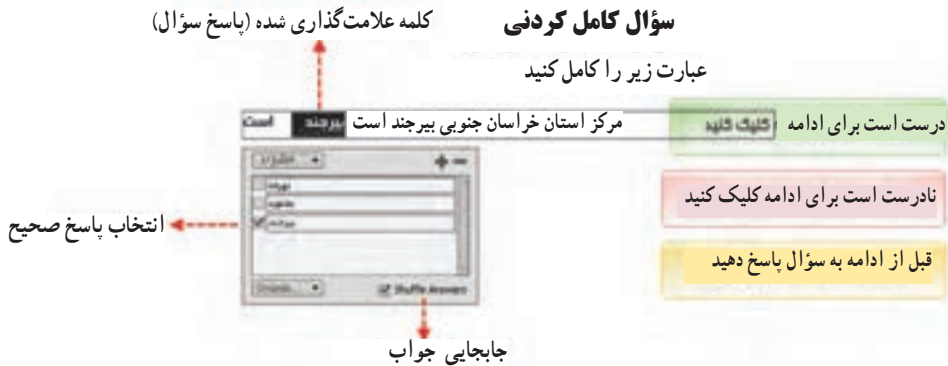 سؤال کامل کردنی
کلمه علامت‌گذاری شده (پاسخ سؤال)
عبارت زیر را کامل کنید
درست است برای ادامه کلیک کنید
مرکز استان خراسان جنوبی بیرجند است
بیرجند است
نادرست است برای ادامه کلیک کنید
انتخاب پاسخ صحیح
بیرجند
قبل از ادامه به سؤال پاسخ دهید
Shuffle Answers
جابجایی جواب